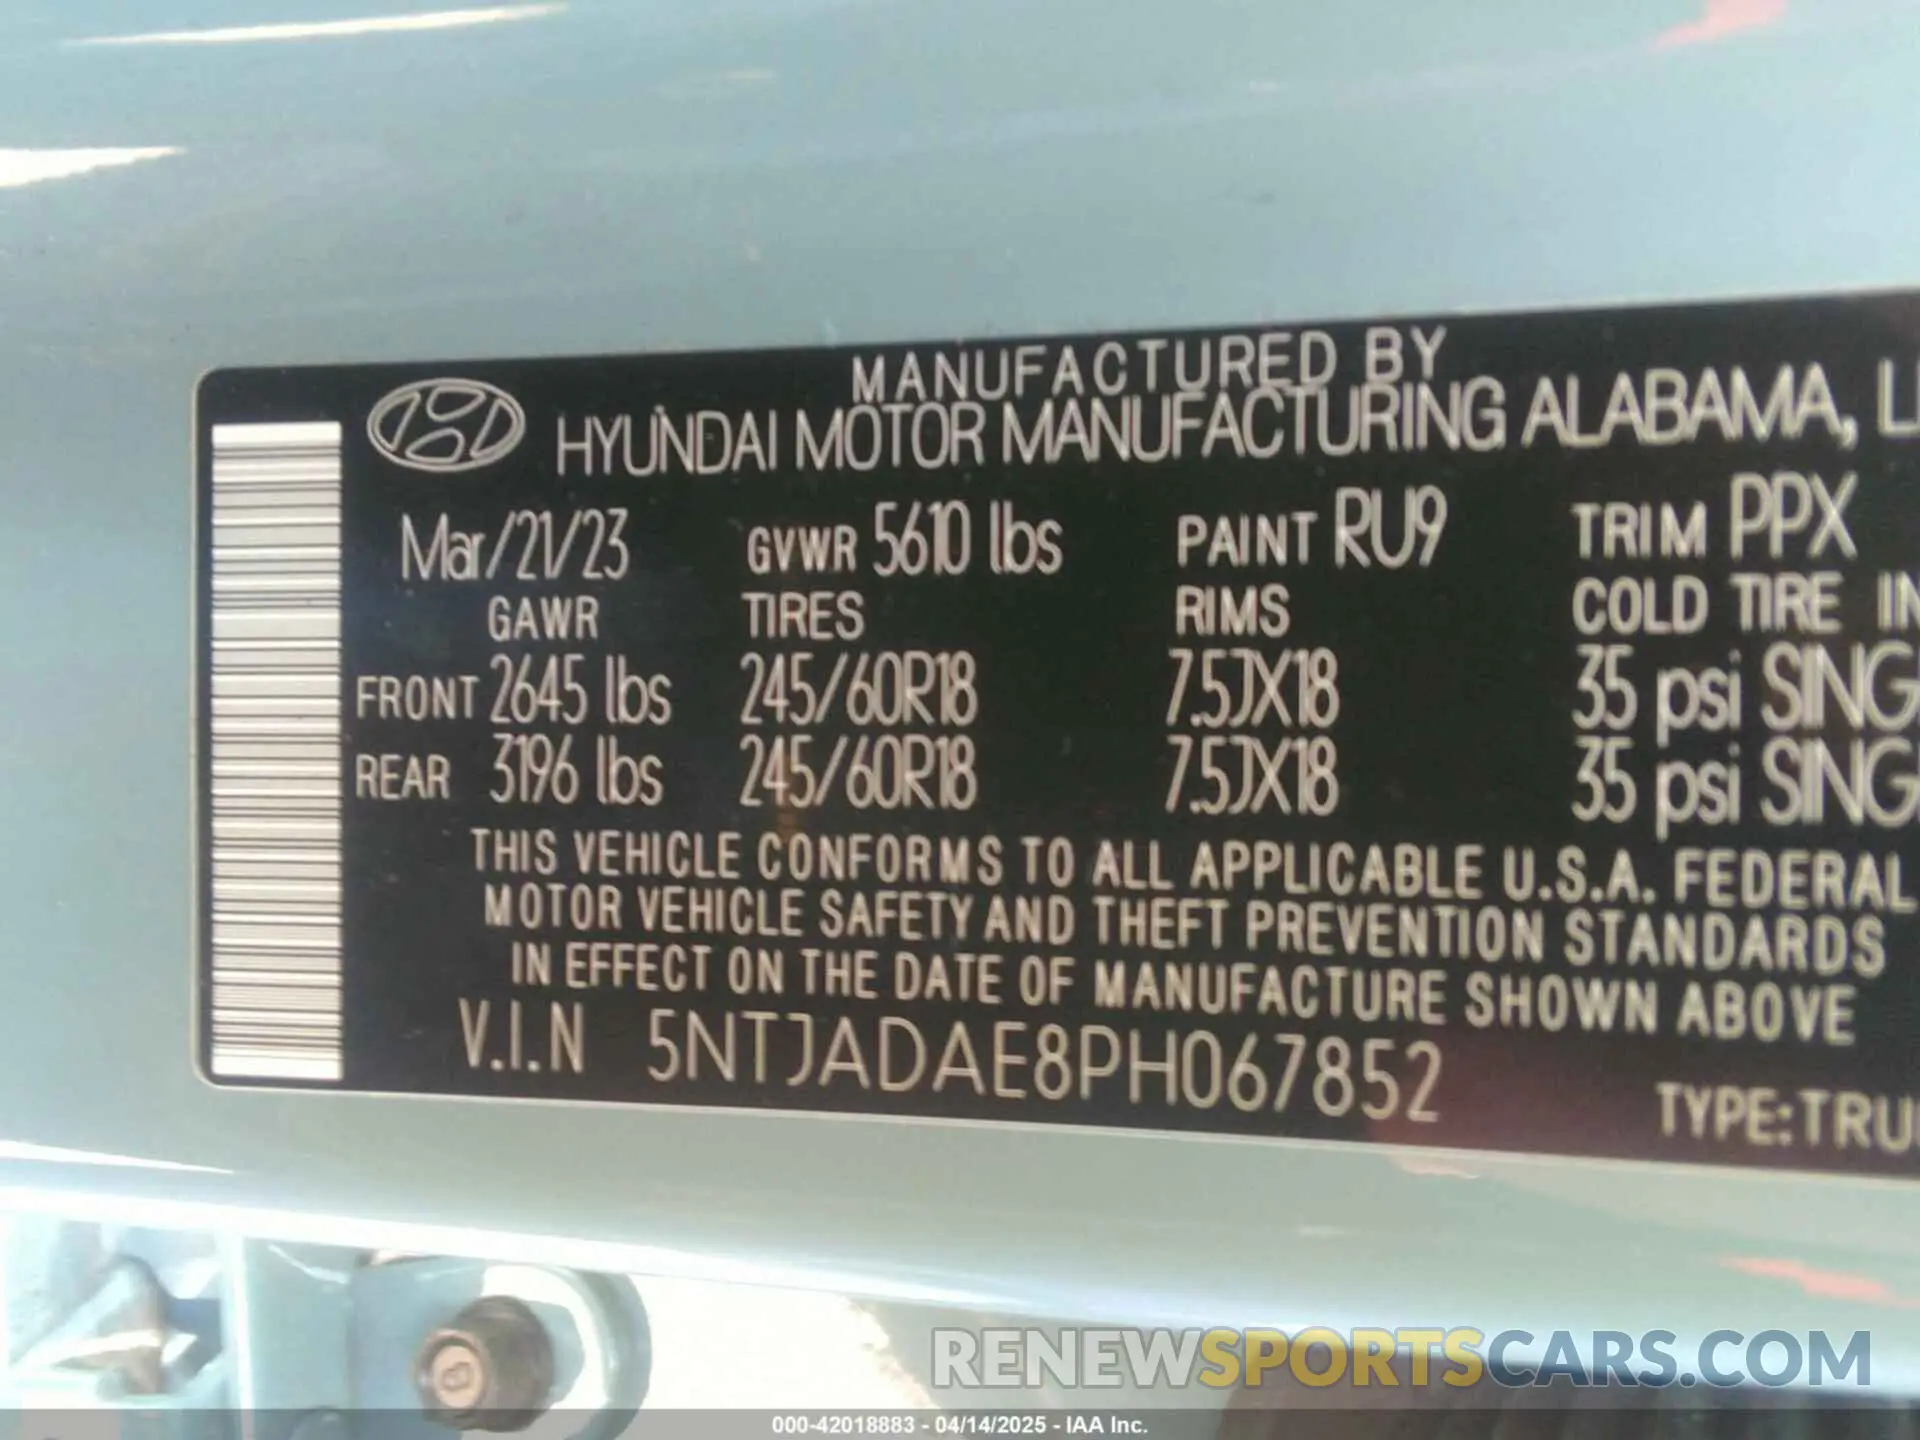 MANUFACTURED BY
HYUNDAI MOTOR MANUFACTURING ALABAMA,
Mar/21/23 GVWR 5610 lbs PAINT RU9 TRIM PPX
GAWR TIRES RIMS COLD TIRE
FRONT 2645 lbs 245/60R18 7.5JX18 35 psi
REAR 3196 lbs 245/60R18 7.5JX18 35 psi
THIS VEHICLE CONFORMS TO ALL APPLICABLE U.S.A. FEDERAL
MOTOR VEHICLE SAFETY AND THEFT PREVENTION STANDARDS
IN EFFECT ON THE DATE OF MANUFACTURE SHOWN ABOVE
V.I.N 5NTJADAE8PH067852
TYPE:
RENEWSPORTSCARS.COM
000-42018883 - 04/14/2025 - IAA Inc.